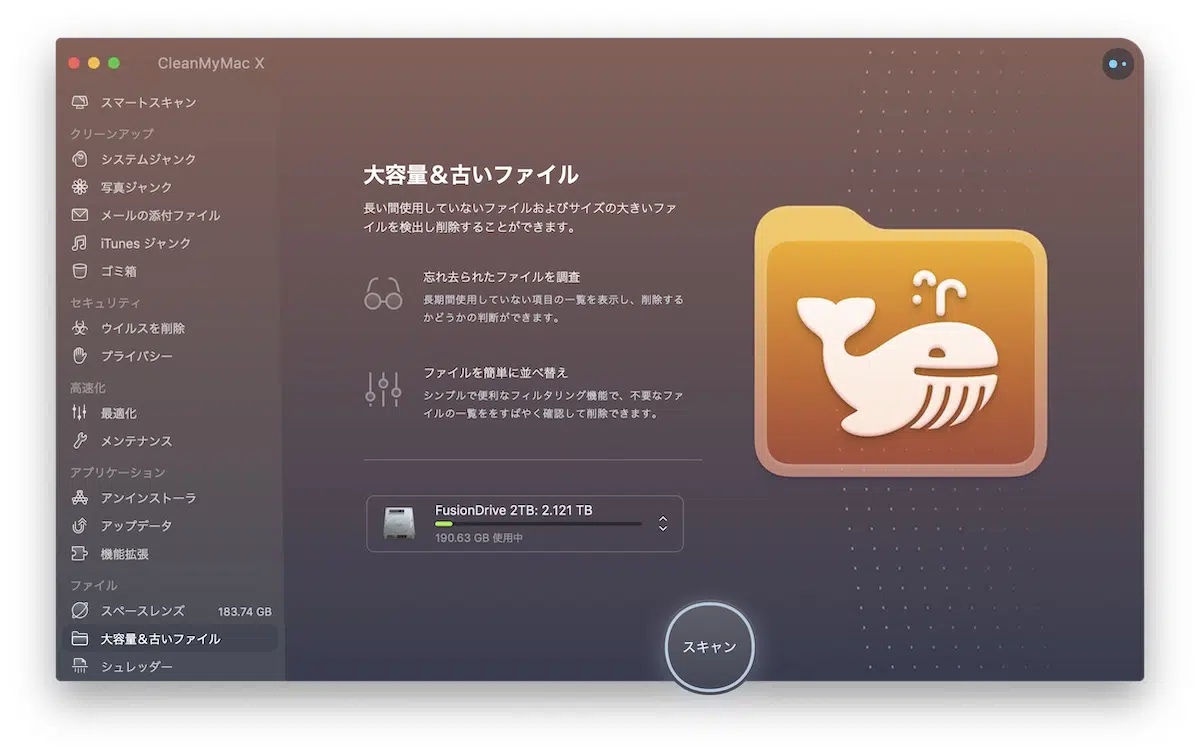 CleanMyMac X
スマートスキャン
クリーンアップ
システムジャンク
写真ジャンク
メールの添付ファイル
iTunes ジャンク
ゴミ箱
セキュリティ
ウイルスを削除
プライバシー
高速化
最適化
メンテナンス
アプリケーション
アンインストーラ
アップデータ
機能拡張
ファイル
スペースレンズ 183.74 GB
大容量＆古いファイル
シュレッダー
大容量＆古いファイル
長い間使用していないファイルおよびサイズの大きいファ
イルを検出し削除することができます。
忘れ去られたファイルを調査
長期間使用していない項目の一覧を表示し、削除する
かどうかの判断ができます。
ファイルを簡単に並べ替え
シンプルで便利なフィルタリング機能で、不要なファ
イルの一覧ををすばやく確認して削除できます。
FusionDrive 2TB: 2.121 TB
190.63 GB 使用中
スキャン